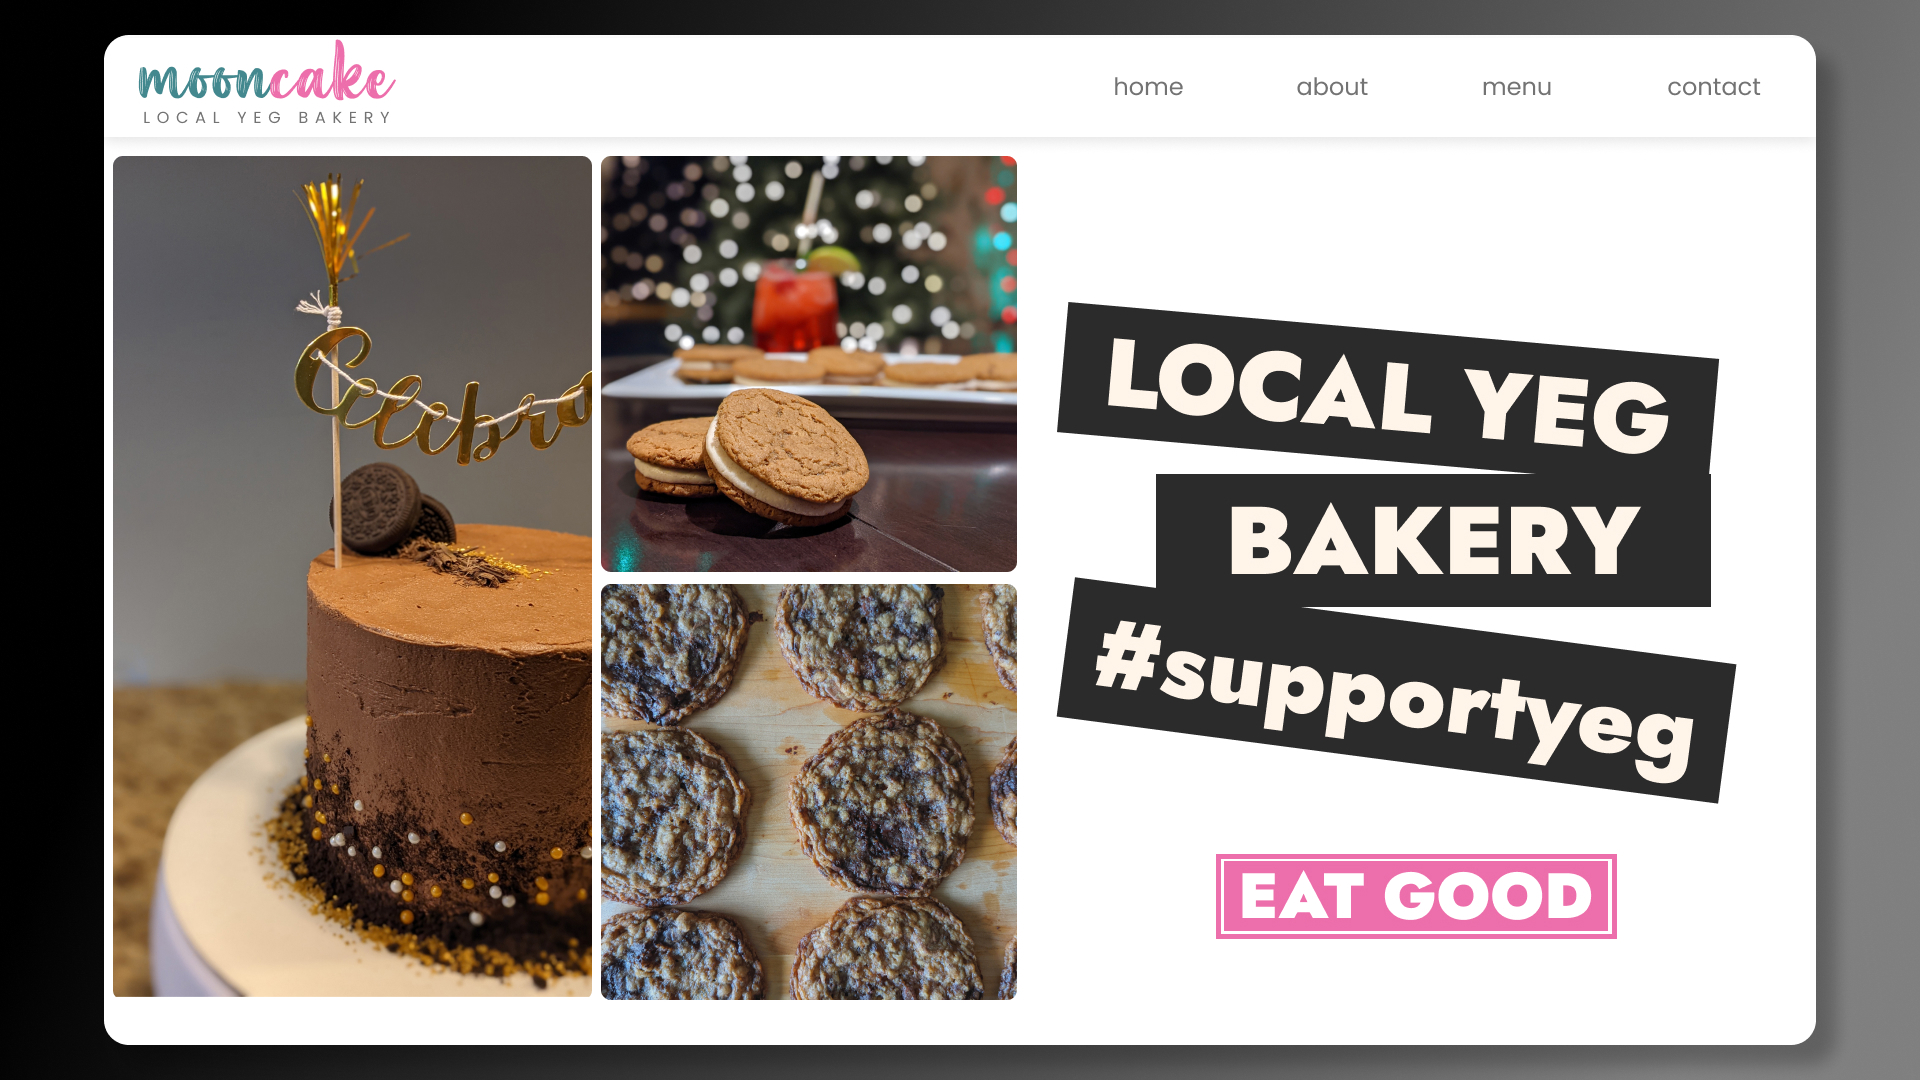 mooncake
LOCAL YEG BAKERY
home about menu contact
Celebra
LOCAL YEG
BAKERY
#supportyeg
EAT GOOD